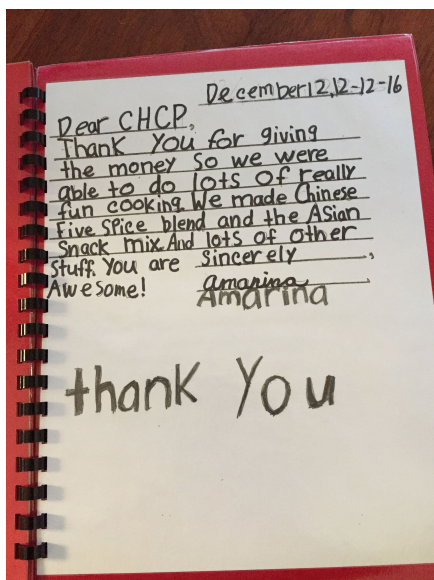 December12,12-12-16
Dear CHCP,
Thank You for giving
the money so we were
able to do lots of really
fun cooking. We made Chinese
Five Spice blend and the Asian
Snack mix And lots of other
Stuff. You are sincerely,
Awesome! amarina.
Amarina
thank You